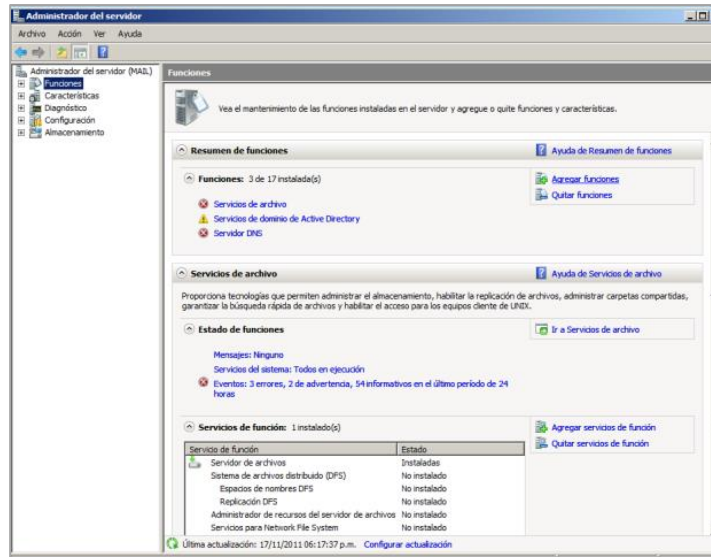 Administrador del servidor
Archivo Acción Ver Ayuda
Administrador del servidor (MAIL)
Funciones
Características
Diagnóstico
Configuración
Almacenamiento
Funciones
Vea el mantenimiento de las funciones instaladas en el servidor y agregue o quite funciones y características.
Resumen de funciones
Ayuda de Resumen de funciones
Funciones: 3 de 17 instalada(s)
Agregar funciones
Quitar funciones
Servicios de archivo
Servicios de dominio de Active Directory
Servidor DNS
Servicios de archivo
Ayuda de Servicios de archivo
Proporciona tecnologías que permiten administrar el almacenamiento, habilitar la replicación de archivos, administrar carpetas compartidas,
garantizar la búsqueda rápida de archivos y habilitar el acceso para los equipos cliente de UNIX.
Estado de funciones
Ir a Servicios de archivo
Mensajes: Ninguno
Servicios del sistema: Todos en ejecución
Eventos: 3 errores, 2 de advertencia, 54 informativos en el último período de 24
horas
Servicios de función: 1 instalado(s)
Agregar servicios de función
Quitar servicios de función
Servicio de función Estado
Servidor de archivos Instaladas
Sistema de archivos distribuido (DFS) No instalado
Espacios de nombres DFS No instalado
Replicación DFS No instalado
Administrador de recursos del servidor de archivos No instalado
Servicios para Network File System No instalado
Última actualización: 17/11/2011 06:17:37 p.m. Configurar actualización